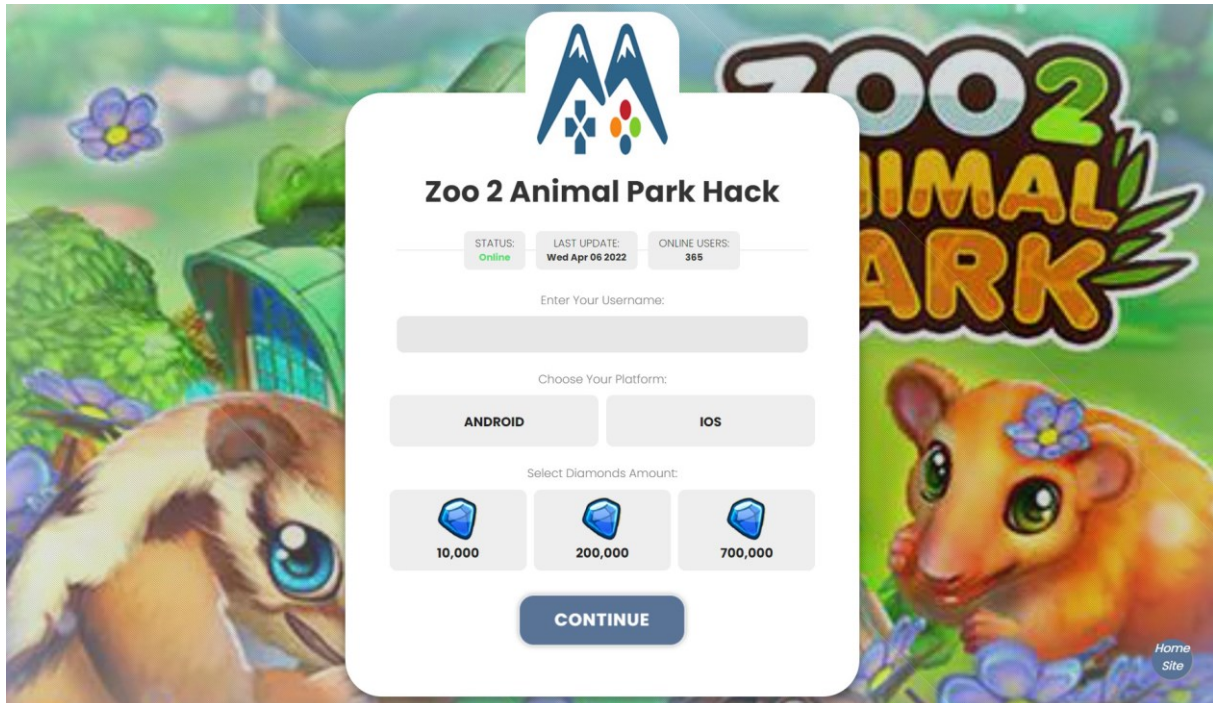 ZOO2
ANIMAL
PARK
Zoo 2 Animal Park Hack
STATUS:
Online
LAST UPDATE:
Wed Apr 06 2022
ONLINE USERS:
365
Enter Your Username:
Choose Your Platform:
ANDROID
IOS
Select Diamonds Amount:
10,000
200,000
700,000
CONTINUE
Home
Site